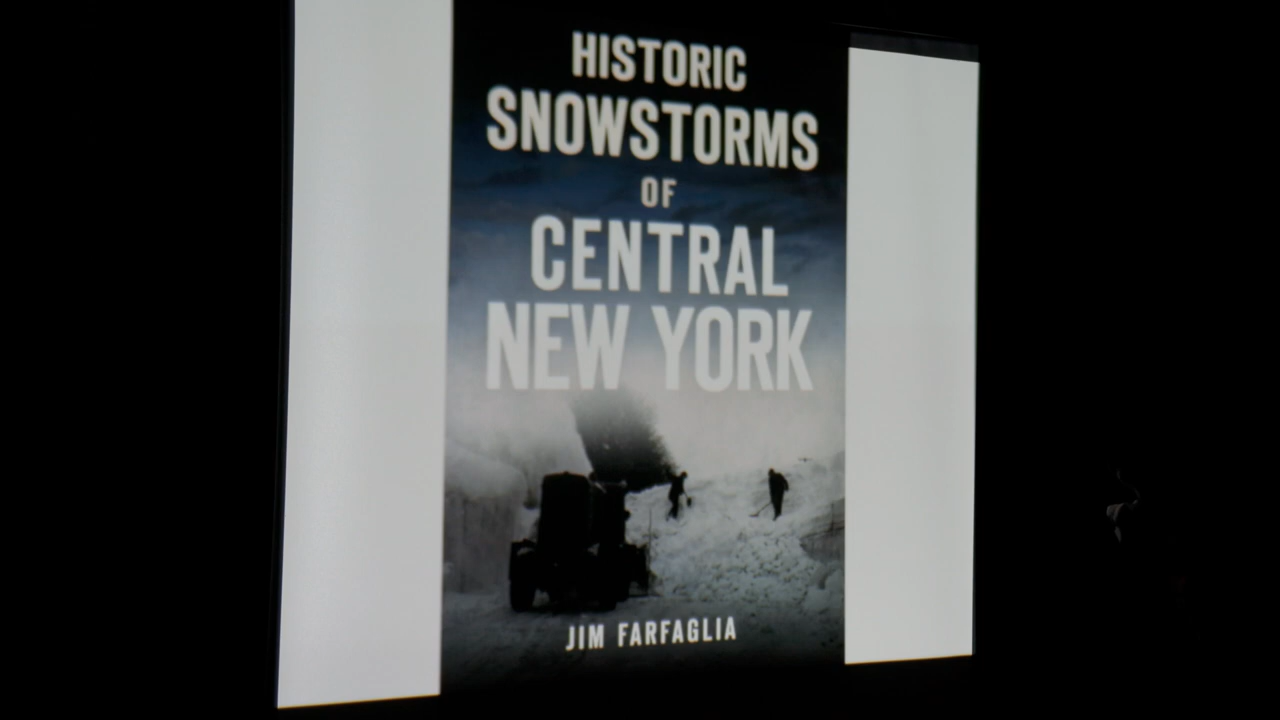 HISTORIC
SNOWSTORMS
OF
CENTRAL
NEW YORK
JIM FARFAGLIA